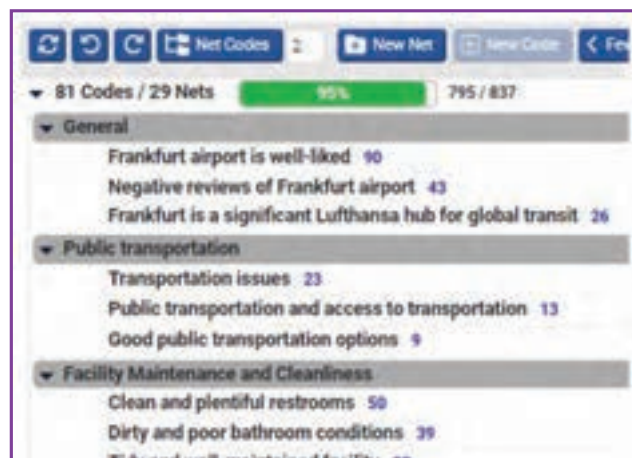 Net Codes 2 New Net New Code
81 Codes / 29 Nets 95% 795 / 837
General
Frankfurt airport is well-liked 90
Negative reviews of Frankfurt airport 43
Frankfurt is a significant Lufthansa hub for global transit 26
Public transportation
Transportation issues 23
Public transportation and access to transportation 13
Good public transportation options 9
Facility Maintenance and Cleanliness
Clean and plentiful restrooms 50
Dirty and poor bathroom conditions 39